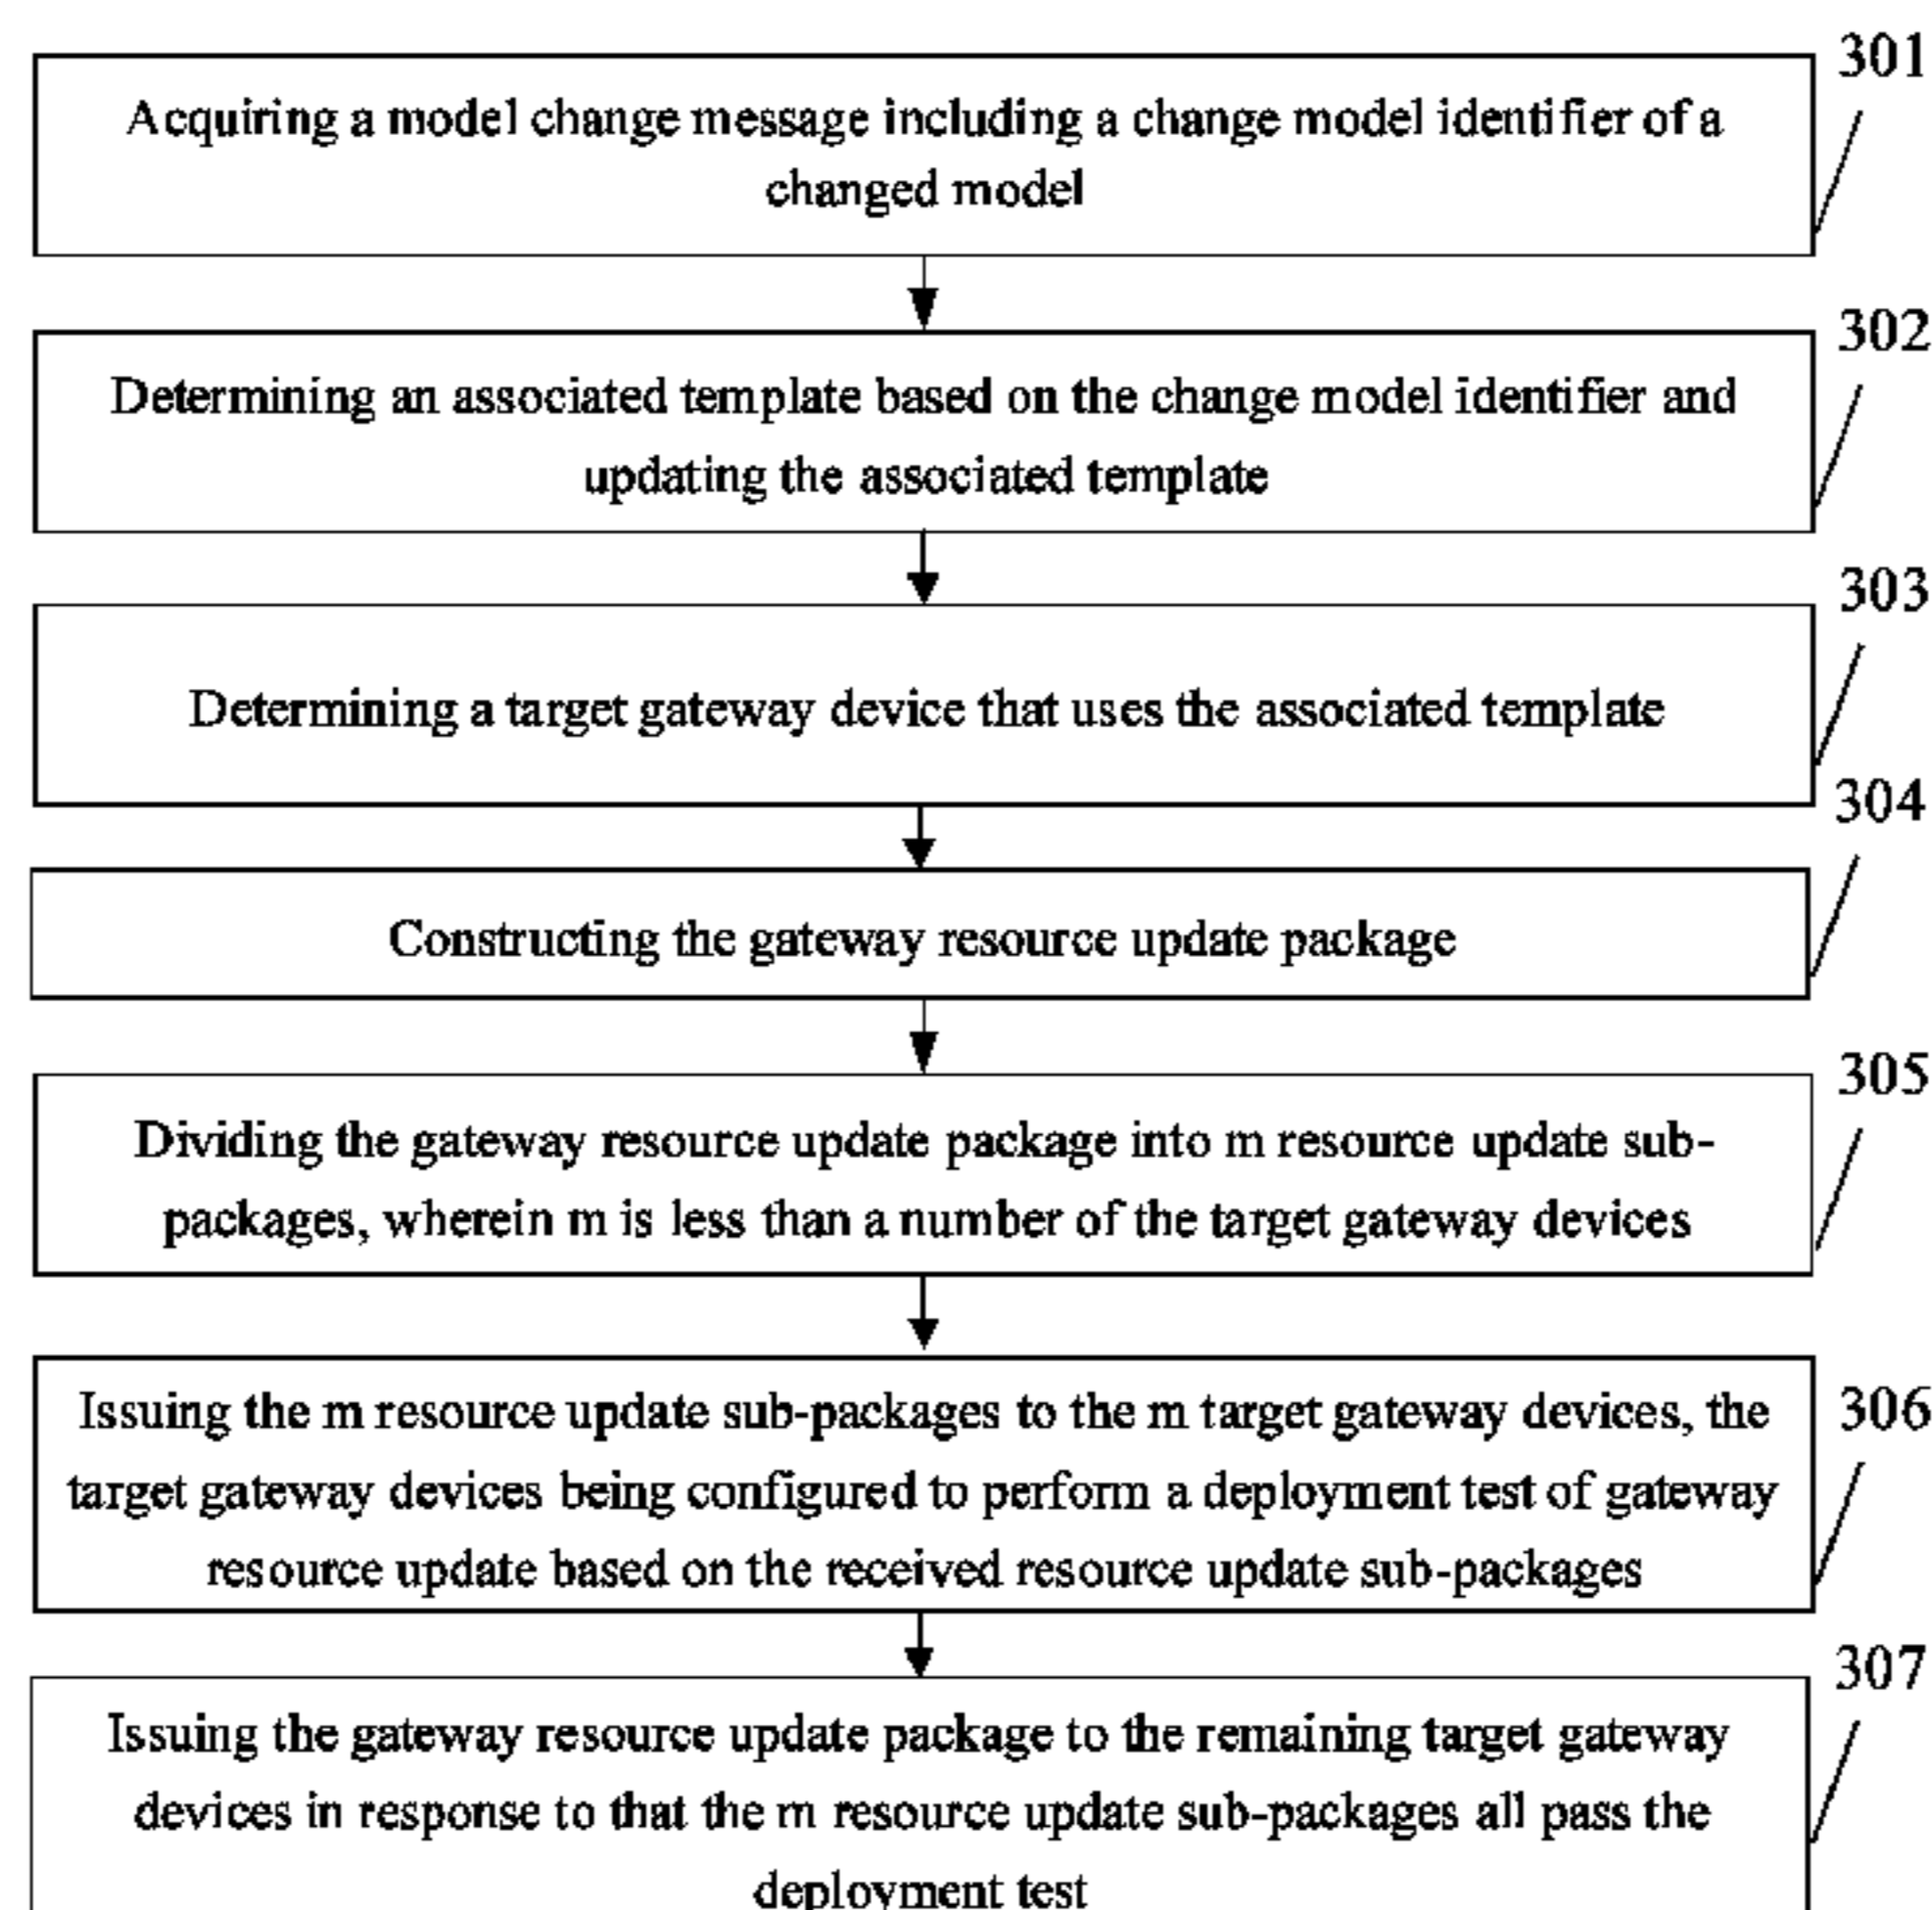 301
Acquiring a model change message including a change model identifier of a
changed model
302
Determining an associated template based on the change model identifier and
updating the associated template
303
Determining a target gateway device that uses the associated template
304
Constructing the gateway resource update package
305
Dividing the gateway resource update package into m resource update sub-
packages, wherein m is less than a number of the target gateway devices
306
Issuing the m resource update sub-packages to the m target gateway devices, the
target gateway devices being configured to perform a deployment test of gateway
resource update based on the received resource update sub-packages
307
Issuing the gateway resource update package to the remaining target gateway
devices in response to that the m resource update sub-packages all pass the
deployment test